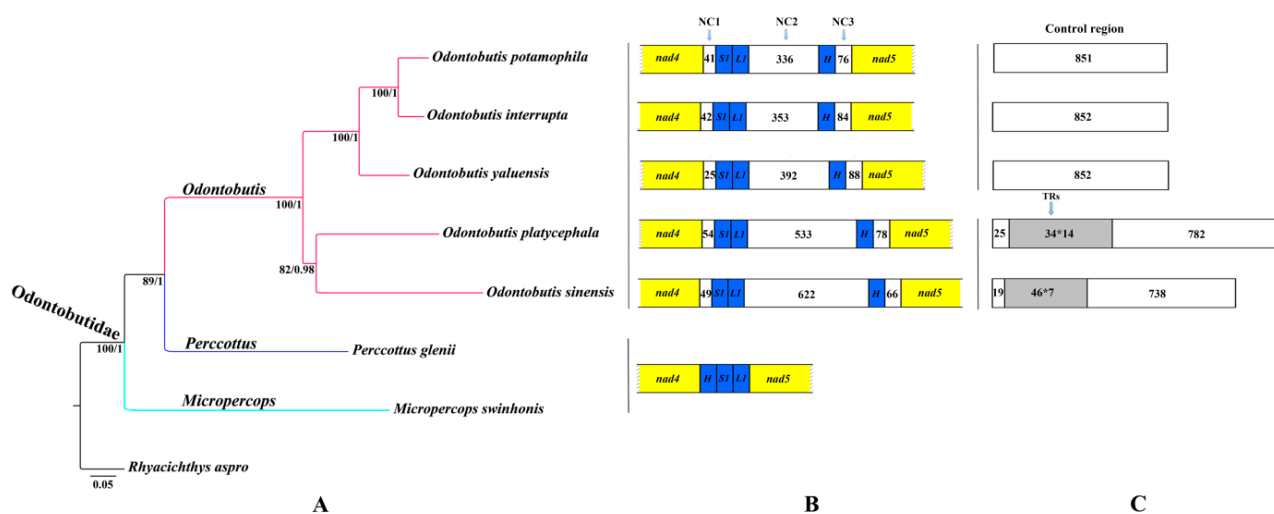 NC1 NC2 NC3 Control region
Odontobutis potamophila nad4 41 S1 L1 336 H 76 nad5 851
100/1
Odontobutis interrupta nad4 42 S1 L1 353 H 84 nad5 852
100/1
Odontobutis yaluensis nad4 25 S1 L1 392 H 88 nad5 852
Odontobutis
100/1
TRs
Odontobutis platycephala nad4 54 S1 L1 533 H 78 nad5 25 34*14 782
82/0.98
89/1
Odontobutis sinensis nad4 49 S1 L1 622 H 66 nad5 19 46*7 738
Odontobutidae
100/1
Perccottus Perccottus glenii
nad4 H S1 L1 nad5
Micropercops Micropercops swinhonis
Rhyacichthys aspro
0.05
A B C